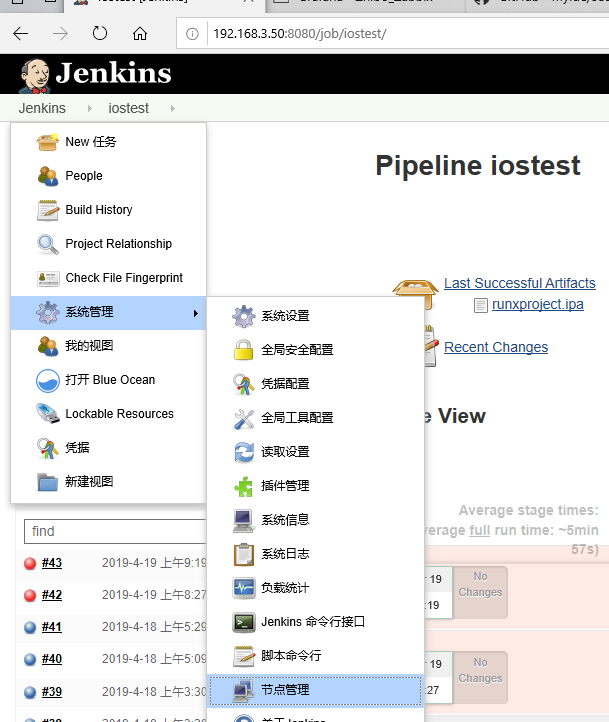 192.168.3.50:8080/job/iostest/
Jenkins
Jenkins
iostest
New 任务
People
Build History
Project Relationship
Check File Fingerprint
系统管理
我的视图
打开 Blue Ocean
Lockable Resources
凭据
新建视图
系统设置
全局安全配置
凭据配置
全局工具配置
读取设置
插件管理
系统信息
系统日志
负载统计
Jenkins 命令行接口
脚本命令行
节点管理
Pipeline iostest
Last Successful Artifacts
runxproject.ipa
Recent Changes
e View
Average stage times:
verage full run time: ~5min
57s)
find
#43 2019-4-19 上午9:19
#42 2019-4-19 上午8:27
#41 2019-4-18 上午5:29
#40 2019-4-18 上午5:09
#39 2019-4-18 上午3:30
19
:19
No
Changes
19
:27
No
Changes